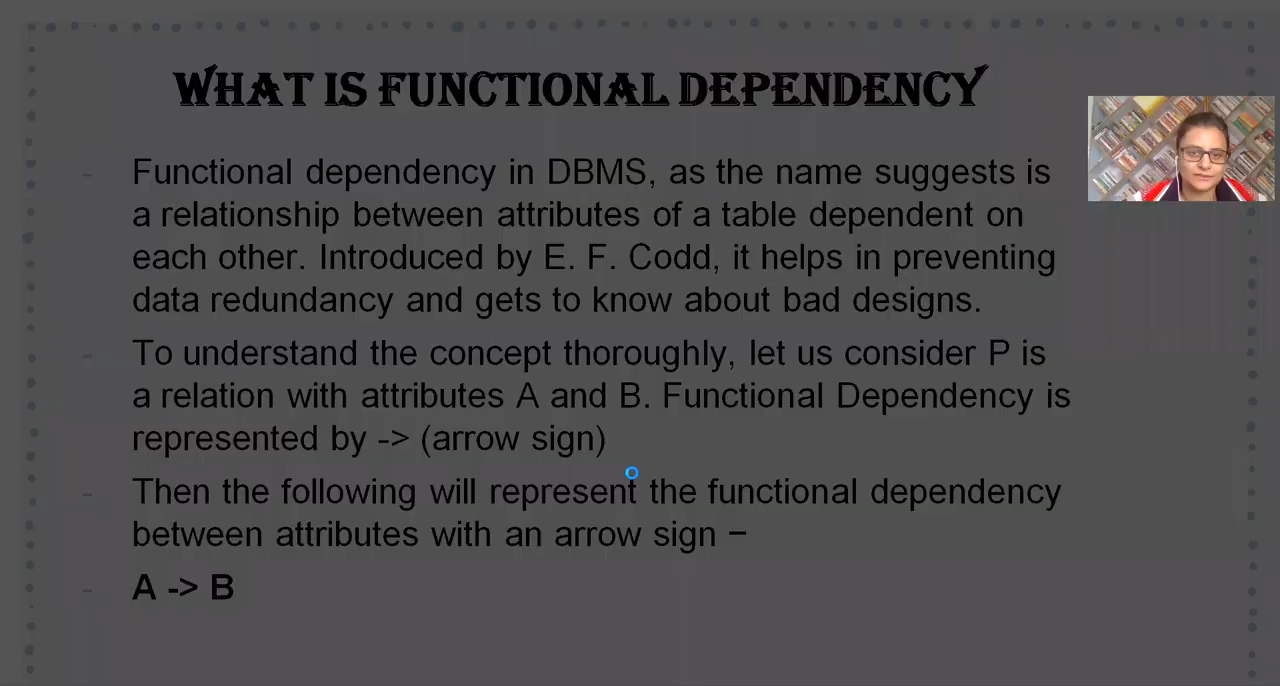 WHAT IS FUNCTIONAL DEPENDENCY
- Functional dependency in DBMS, as the name suggests is
a relationship between attributes of a table dependent on
each other. Introduced by E. F. Codd, it helps in preventing
data redundancy and gets to know about bad designs.
- To understand the concept thoroughly, let us consider P is
a relation with attributes A and B. Functional Dependency is
represented by -> (arrow sign)
- Then the following will represent the functional dependency
between attributes with an arrow sign −
- A -> B